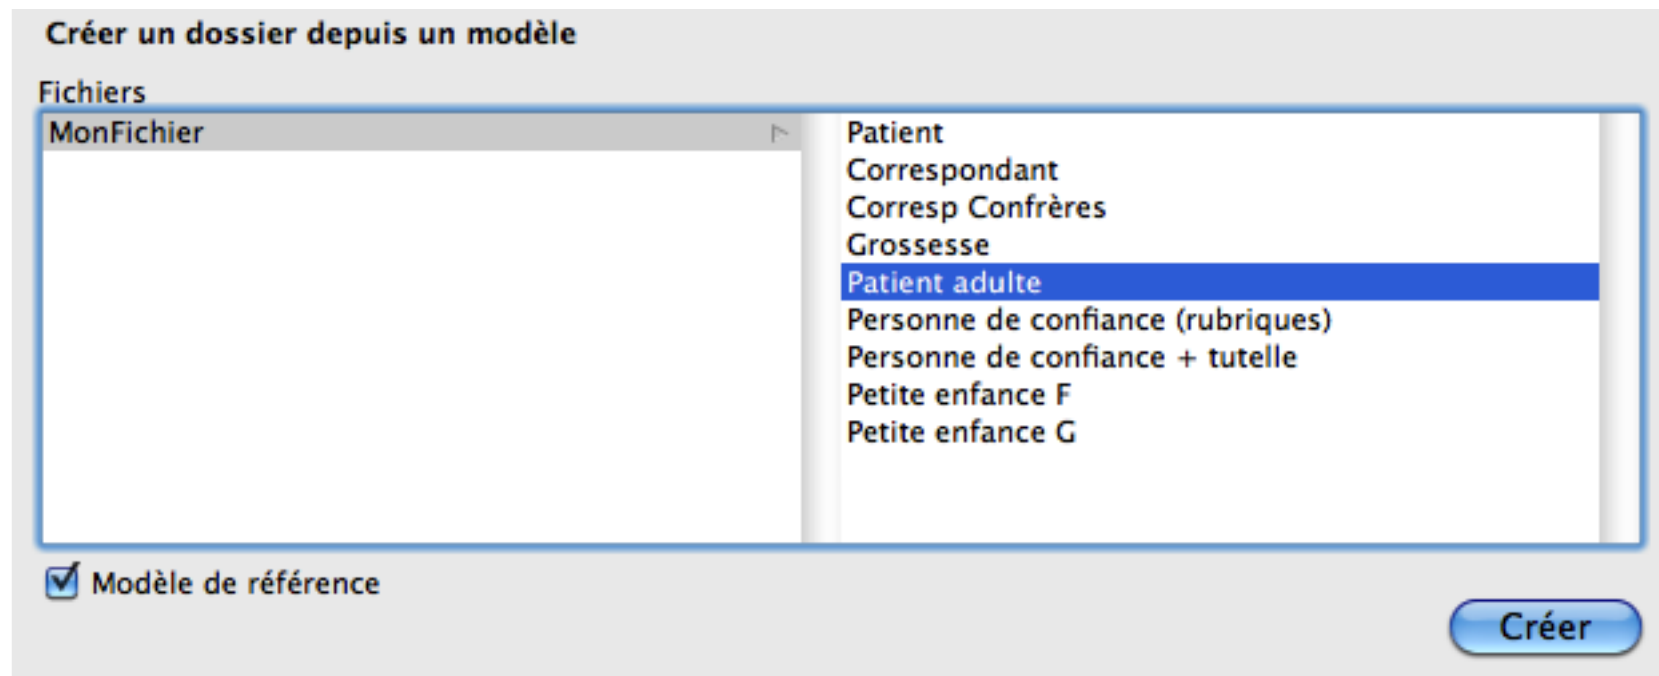 Créer un dossier depuis un modèle
Fichiers
MonFichier
Patient
Correspondant
Corresp Confrères
Grossesse
Patient adulte
Personne de confiance (rubriques)
Personne de confiance + tutelle
Petite enfance F
Petite enfance G
Modèle de référence
Créer